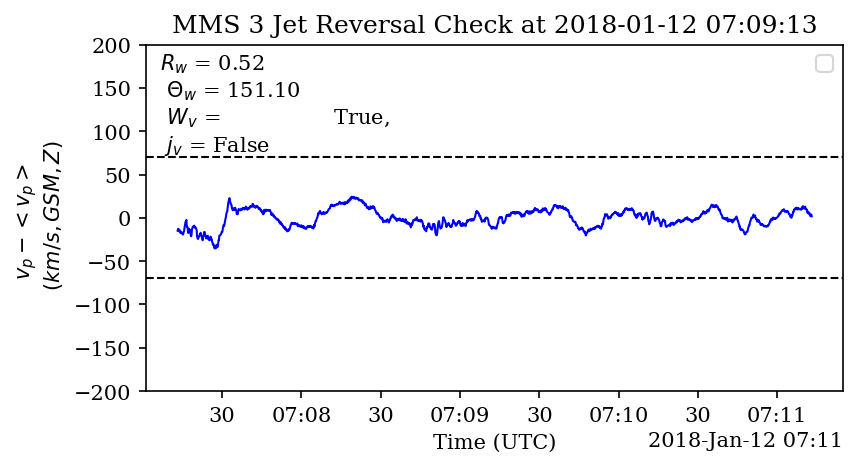 MMS 3 Jet Reversal Check at 2018-01-12 07:09:13
R_w = 0.52
Θ_w = 151.10
W_v = True,
j_v = False
v_p − < v_p >
(km/s, GSM, Z)
200
150
100
50
0
−50
−100
−150
−200
30 07:08 30 07:09 30 07:10 30 07:11
Time (UTC)
2018-Jan-12 07:11